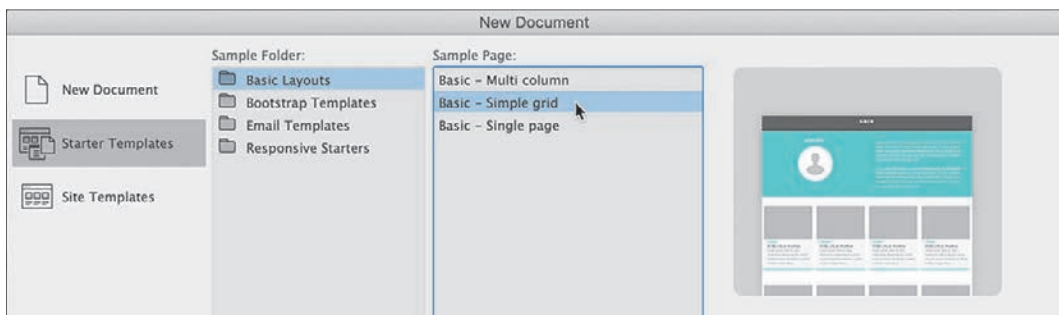 New Document
New Document
Starter Templates
Site Templates
Sample Folder:
Basic Layouts
Bootstrap Templates
Email Templates
Responsive Starters
Sample Page:
Basic - Multi column
Basic - Simple grid
Basic - Single page